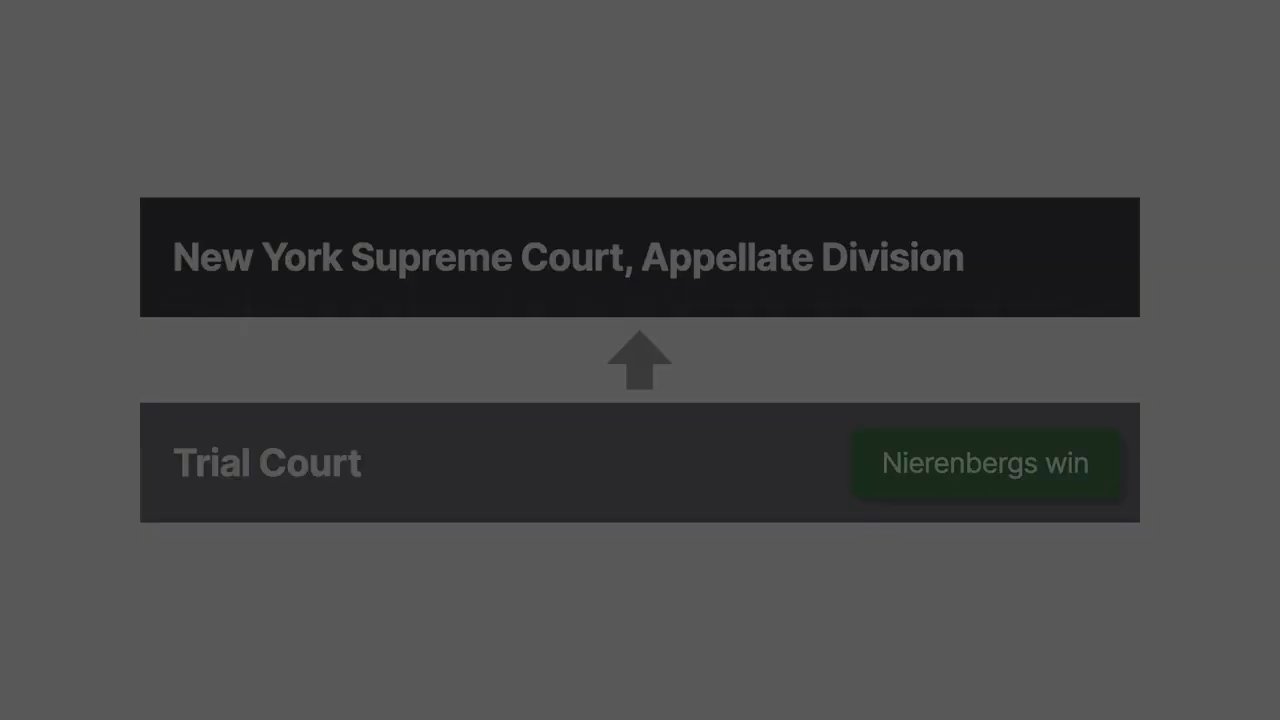 New York Supreme Court, Appellate Division
Trial Court
Nierenbergs win